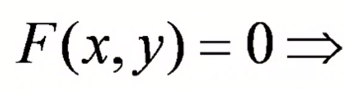 F(x, y) = 0 ⇒